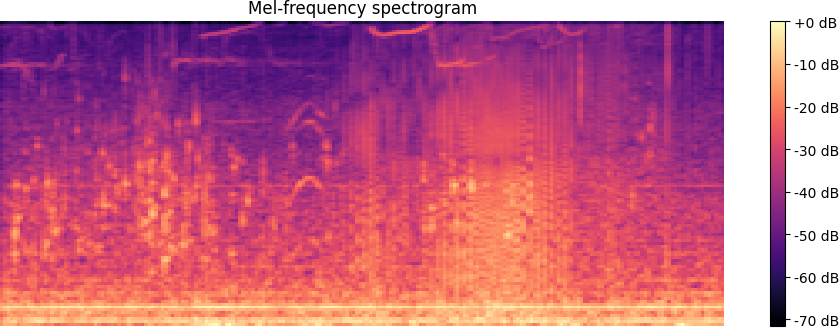 Mel-frequency spectrogram
+0 dB
-10 dB
-20 dB
-30 dB
-40 dB
-50 dB
-60 dB
-70 dB